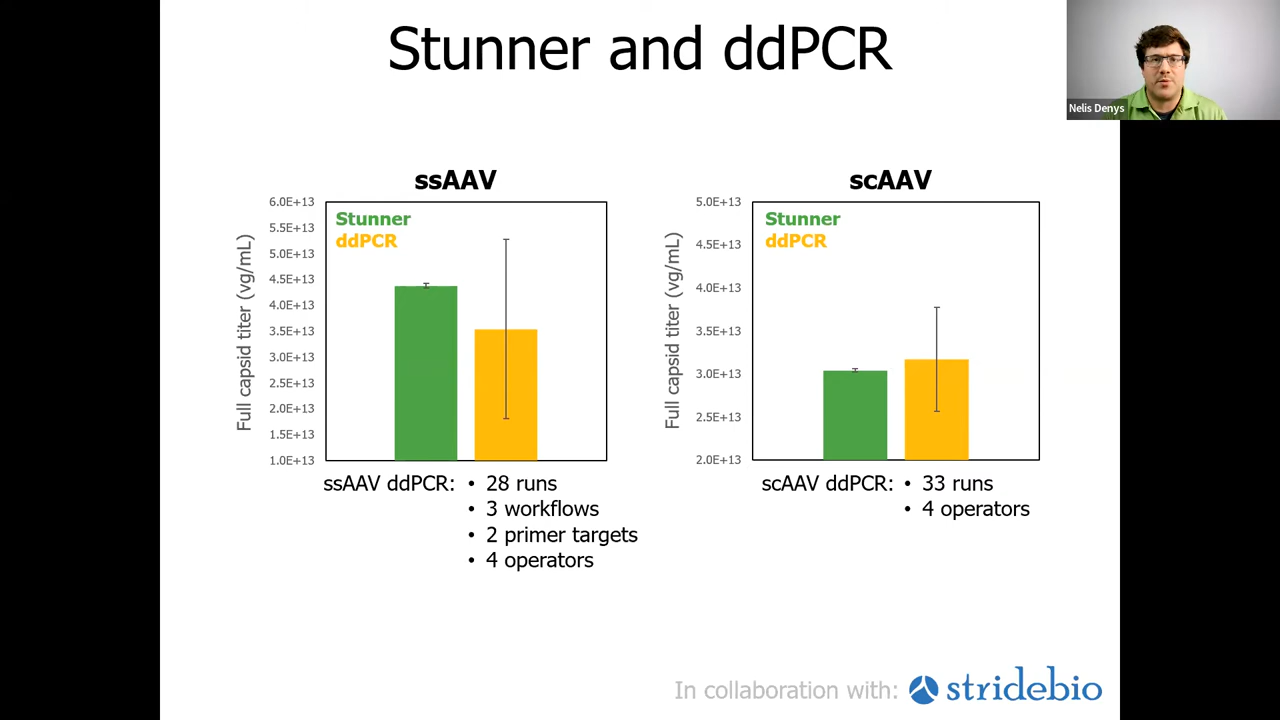 Stunner and ddPCR
Nelis Denys
ssAAV
Stunner
ddPCR
Full capsid titer (vg/mL)
6.0E+13
5.5E+13
5.0E+13
4.5E+13
4.0E+13
3.5E+13
3.0E+13
2.5E+13
2.0E+13
1.5E+13
1.0E+13
ssAAV ddPCR:
• 28 runs
• 3 workflows
• 2 primer targets
• 4 operators
scAAV
Stunner
ddPCR
Full capsid titer (vg/mL)
5.0E+13
4.5E+13
4.0E+13
3.5E+13
3.0E+13
2.5E+13
2.0E+13
scAAV ddPCR:
• 33 runs
• 4 operators
In collaboration with: stridebio